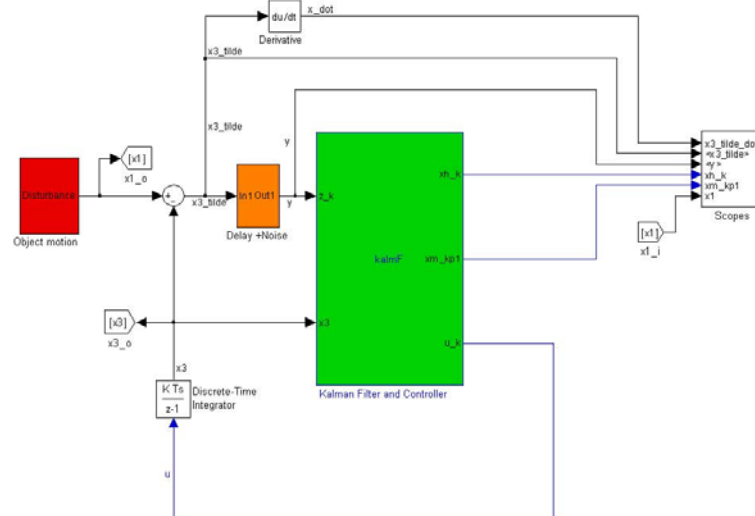 du/dt
x_dot
Derivative
x3_tilde
x3_tilde
y
[x1]
x1_o
Disturbance
Object motion
+
-
x3_tilde
In1 Out1
Delay +Noise
y
z_k
kalmF
xh_k
xm_kp1
x3
u_k
Kalman Filter and Controller
x3_tilde_do
<x3_tilde>
<y>
xh_k
xm_kp1
x1
Scopes
[x1]
x1_i
[x3]
x3_o
x3
K Ts
z-1
Discrete-Time
Integrator
u